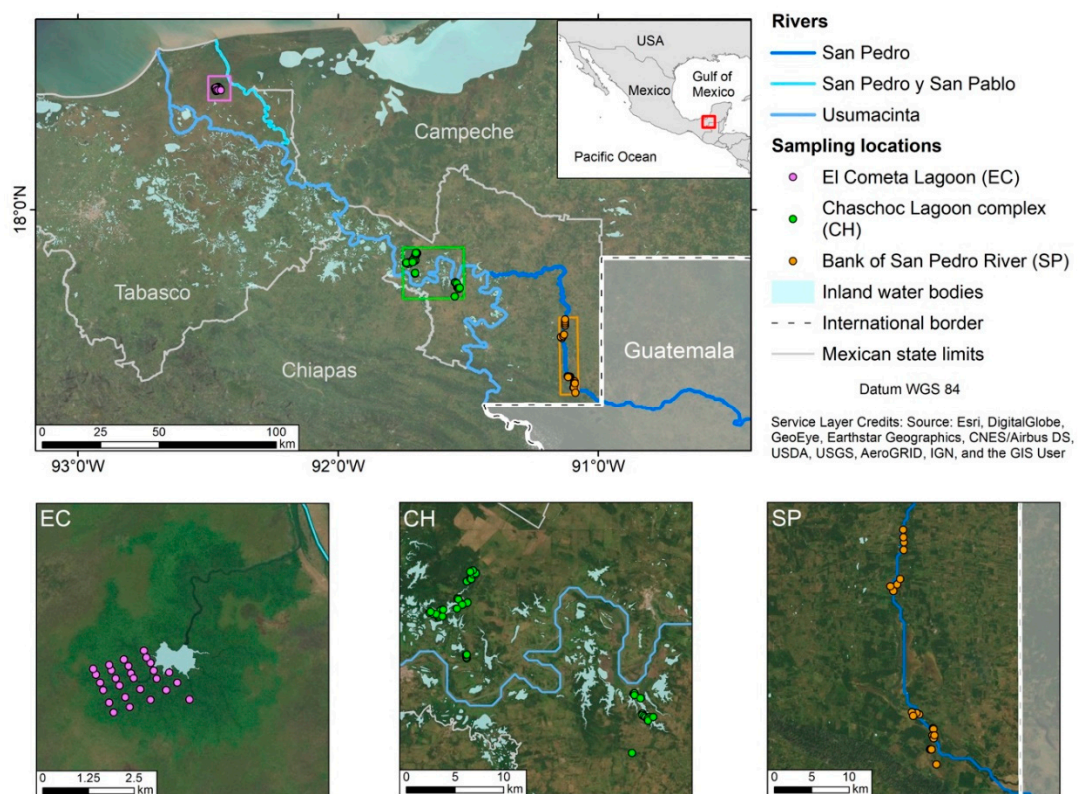 USA
Gulf of
Mexico
Mexico
Pacific Ocean
Campeche
18°N
Tabasco
Chiapas
Guatemala
0 25 50 100
km
93°W 92°W 91°W
Rivers
San Pedro
San Pedro y San Pablo
Usumacinta
Sampling locations
El Cometa Lagoon (EC)
Chaschoc Lagoon complex
(CH)
Bank of San Pedro River (SP)
Inland water bodies
International border
Mexican state limits
Datum WGS 84
Service Layer Credits: Source: Esri, DigitalGlobe,
GeoEye, Earthstar Geographics, CNES/Airbus DS,
USDA, USGS, AeroGRID, IGN, and the GIS User
EC
0 1.25 2.5
km
CH
0 5 10
km
SP
0 5 10
km